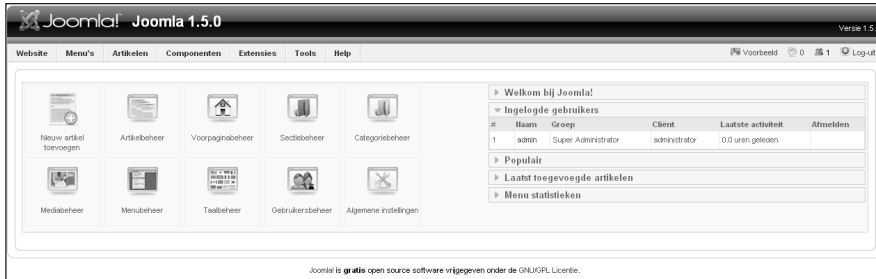 Joomla! Joomla 1.5.0
Versie 1.5.
Website Menu's Artikelen Componenten Extensies Tools Help
Voorbeeld 0 1 Log-uit
Nieuw artikel toevoegen
Artikelbeheer
Voorpaginabeheer
Sectiebeheer
Categoriebeheer
Mediabeheer
Menubeheer
Taalbeheer
Gebruikersbeheer
Algemene instellingen
Welkom bij Joomla!
Ingelogde gebruikers
# Naam Groep Cliënt Laatste activiteit Afmelden
1 admin Super Administrator administrator 0.0 uren geleden
Populair
Laatst toegevoegde artikelen
Menu statistieken
Joomla! is gratis open source software vrijgegeven onder de GNU/GPL Licentie.